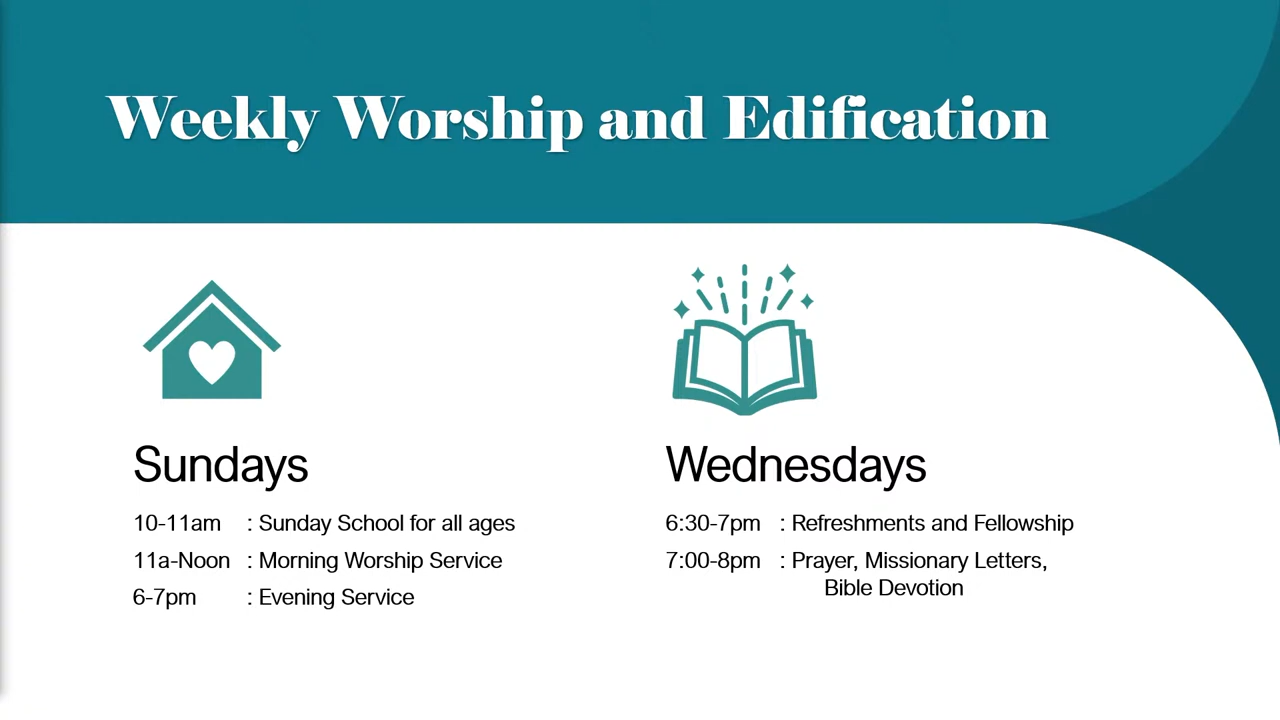 Weekly Worship and Edification
Sundays
10-11am : Sunday School for all ages
11a-Noon : Morning Worship Service
6-7pm : Evening Service
Wednesdays
6:30-7pm : Refreshments and Fellowship
7:00-8pm : Prayer, Missionary Letters,
Bible Devotion